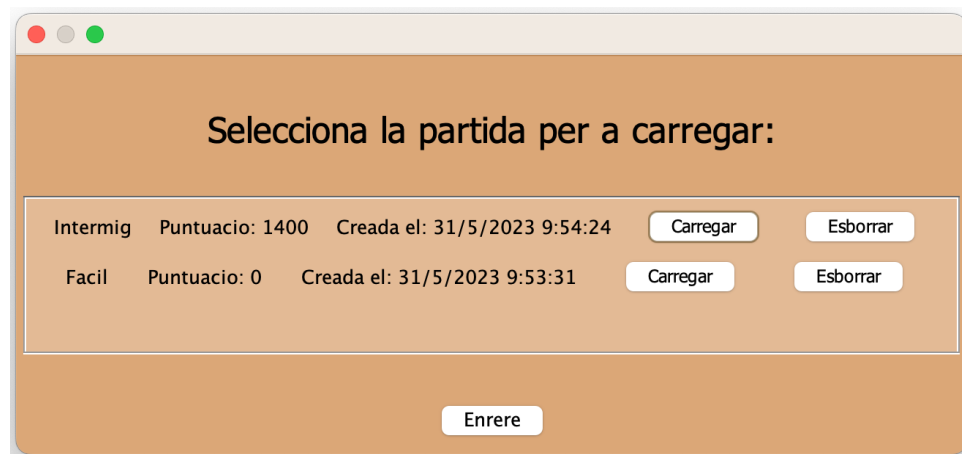 Selecciona la partida per a carregar:
Intermig Puntuacio: 1400 Creada el: 31/5/2023 9:54:24 Carregar Esborrar
Facil Puntuacio: 0 Creada el: 31/5/2023 9:53:31 Carregar Esborrar
Enrere